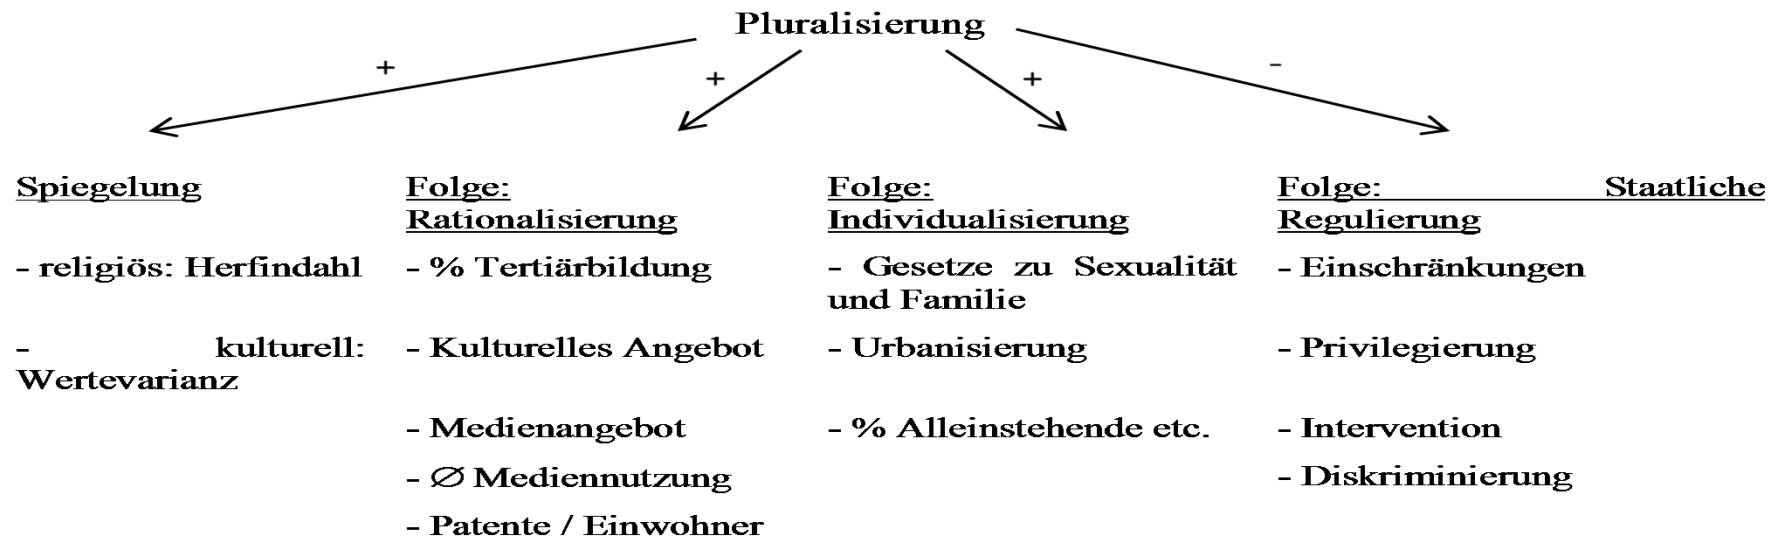 Pluralisierung
+
+
+
-
Spiegelung
- religiös: Herfindahl
- kulturell:
Wertevarianz
Folge:
Rationalisierung
- % Tertiärbildung
- Kulturelles Angebot
- Medienangebot
- ∅ Mediennutzung
- Patente / Einwohner
Folge:
Individualisierung
- Gesetze zu Sexualität
und Familie
- Urbanisierung
- % Alleinstehende etc.
Folge: Staatliche
Regulierung
- Einschränkungen
- Privilegierung
- Intervention
- Diskriminierung